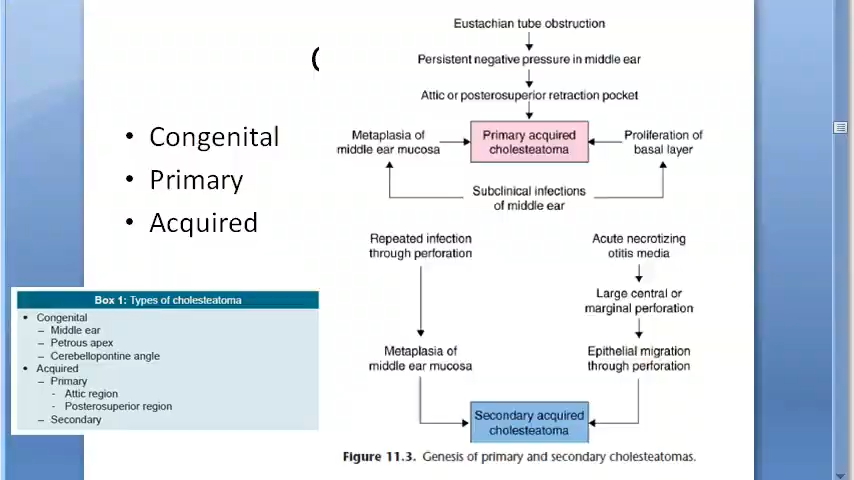 • Congenital
• Primary
• Acquired
Box 1: Types of cholesteatoma
• Congenital
– Middle ear
– Petrous apex
– Cerebellopontine angle
• Acquired
– Primary
- Attic region
- Posterosuperior region
– Secondary
Eustachian tube obstruction
Persistent negative pressure in middle ear
Attic or posterosuperior retraction pocket
Metaplasia of
middle ear mucosa
Primary acquired
cholesteatoma
Proliferation of
basal layer
Subclinical infections
of middle ear
Repeated infection
through perforation
Acute necrotizing
otitis media
Large central or
marginal perforation
Metaplasia of
middle ear mucosa
Epithelial migration
through perforation
Secondary acquired
cholesteatoma
Figure 11.3. Genesis of primary and secondary cholesteatomas.